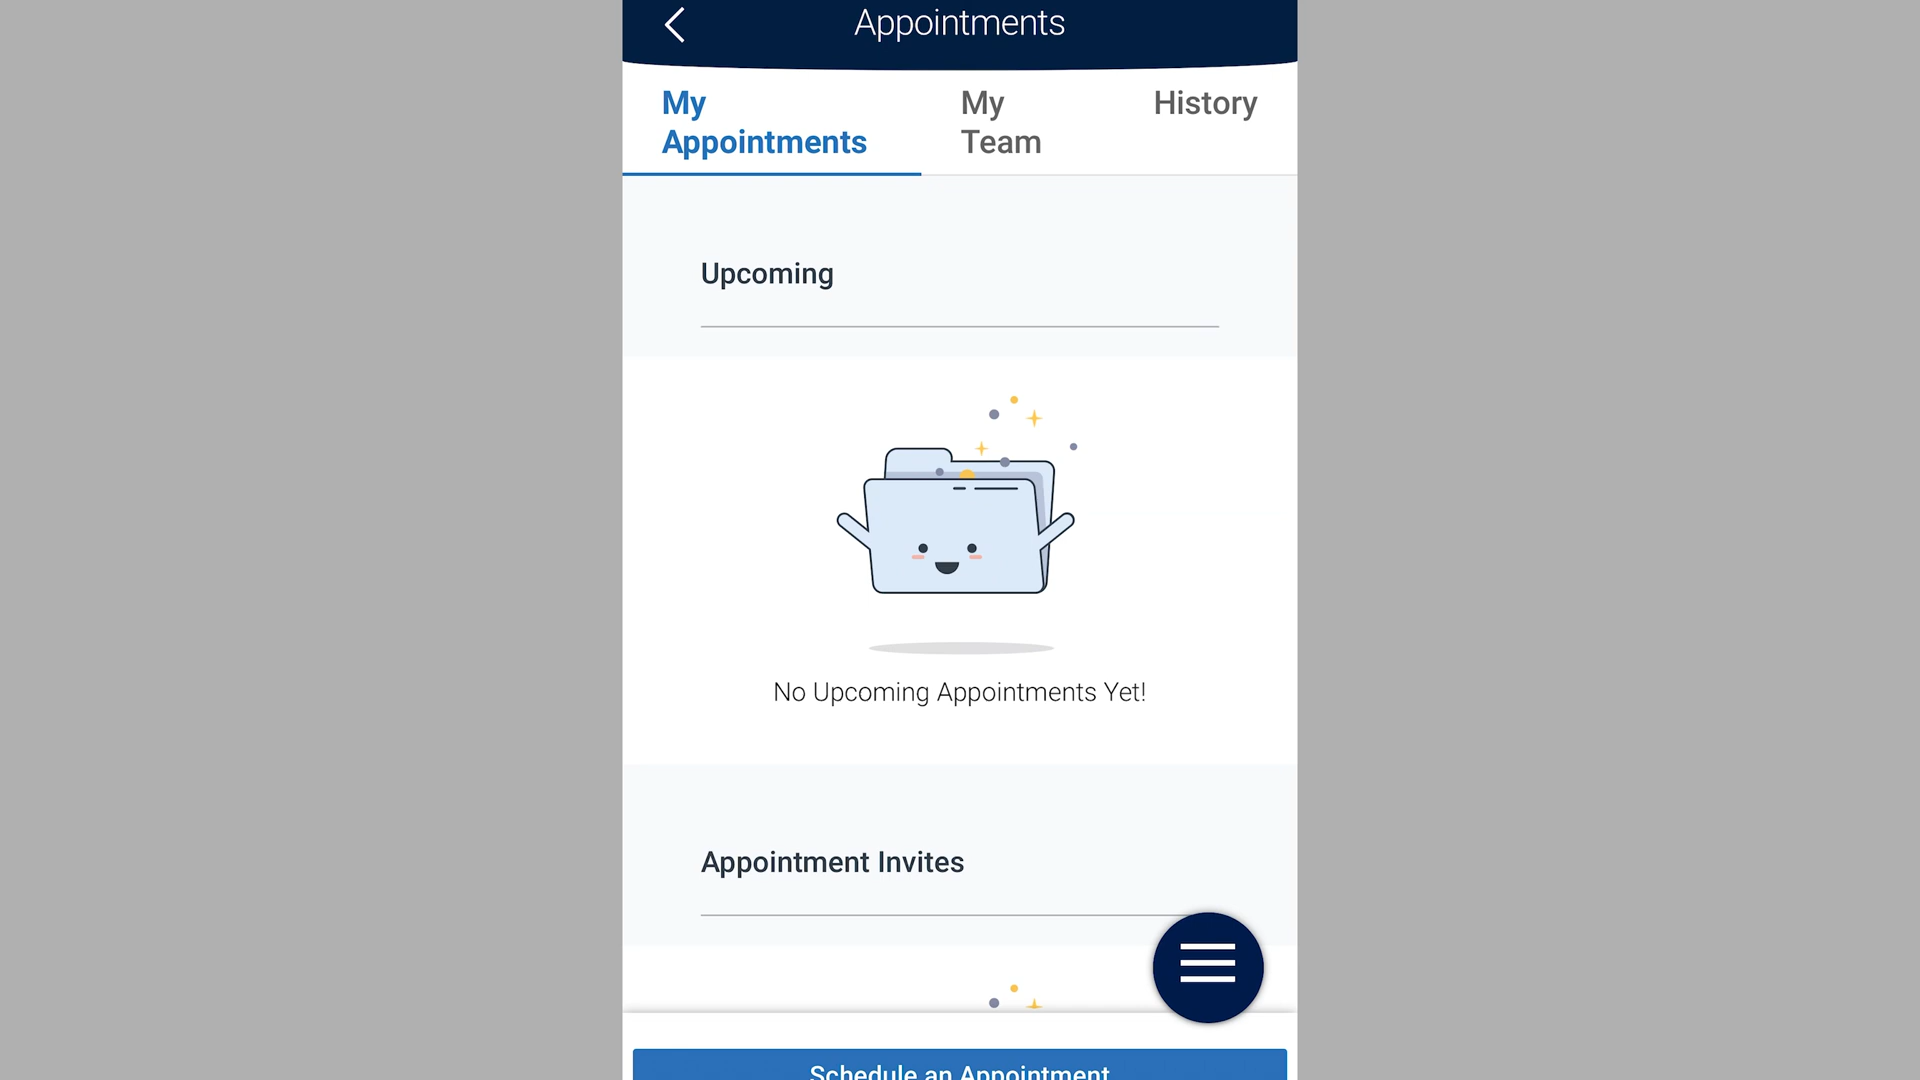 Appointments
My
Appointments
My
Team
History
Upcoming
No Upcoming Appointments Yet!
Appointment Invites
Schedule an Appointment